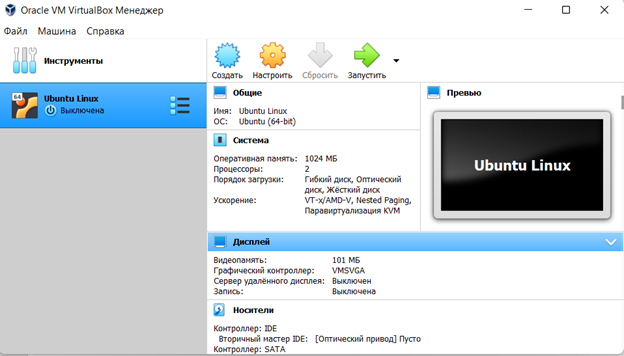 Oracle VM VirtualBox Менеджер
Файл Машина Справка
Инструменты
Создать Настроить Сбросить Запустить
64
Ubuntu Linux
Выключена
Общие
Имя: Ubuntu Linux
ОС: Ubuntu (64-bit)
Система
Оперативная память: 1024 МБ
Процессоры: 2
Порядок загрузки: Гибкий диск, Оптический
диск, Жёсткий диск
Ускорение: VT-x/AMD-V, Nested Paging,
Паравиртуализация KVM
Превью
Ubuntu Linux
Дисплей
Видеопамять: 101 МБ
Графический контроллер: VMSVGA
Сервер удалённого дисплея: Выключен
Запись: Выключена
Носители
Контроллер: IDE
Вторичный мастер IDE: [Оптический привод] Пусто
Контроллер: SATA